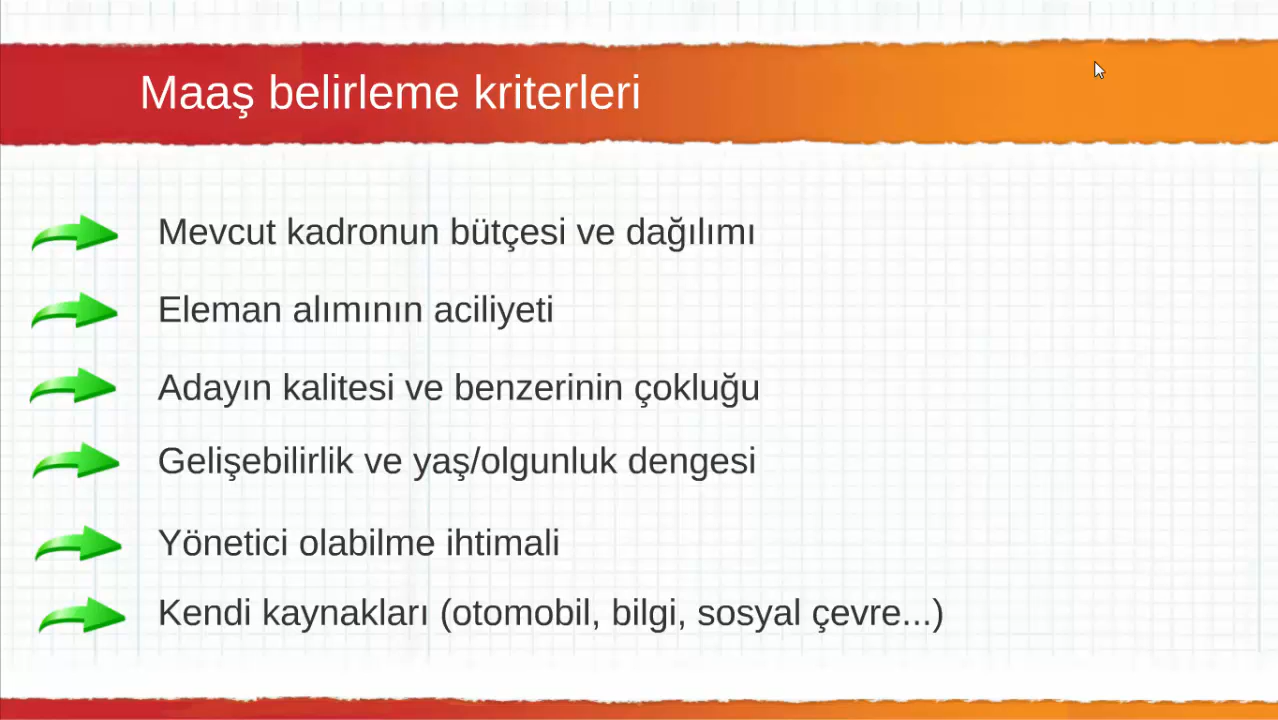 Maaş belirleme kriterleri
Mevcut kadronun bütçesi ve dağılımı
Eleman alımının aciliyeti
Adayın kalitesi ve benzerinin çokluğu
Gelişebilirlik ve yaş/olgunluk dengesi
Yönetici olabilme ihtimali
Kendi kaynakları (otomobil, bilgi, sosyal çevre...)